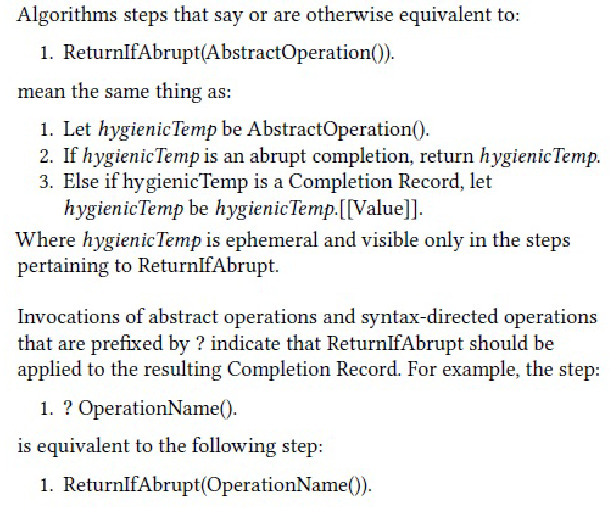 Algorithms steps that say or are otherwise equivalent to:
1. ReturnIfAbrupt(AbstractOperation()).
mean the same thing as:
1. Let hygienicTemp be AbstractOperation().
2. If hygienicTemp is an abrupt completion, return hygienicTemp.
3. Else if hygienicTemp is a Completion Record, let
hygienicTemp be hygienicTemp.[[Value]].
Where hygienicTemp is ephemeral and visible only in the steps
pertaining to ReturnIfAbrupt.
Invocations of abstract operations and syntax-directed operations
that are prefixed by ? indicate that ReturnIfAbrupt should be
applied to the resulting Completion Record. For example, the step:
1. ? OperationName().
is equivalent to the following step:
1. ReturnIfAbrupt(OperationName()).